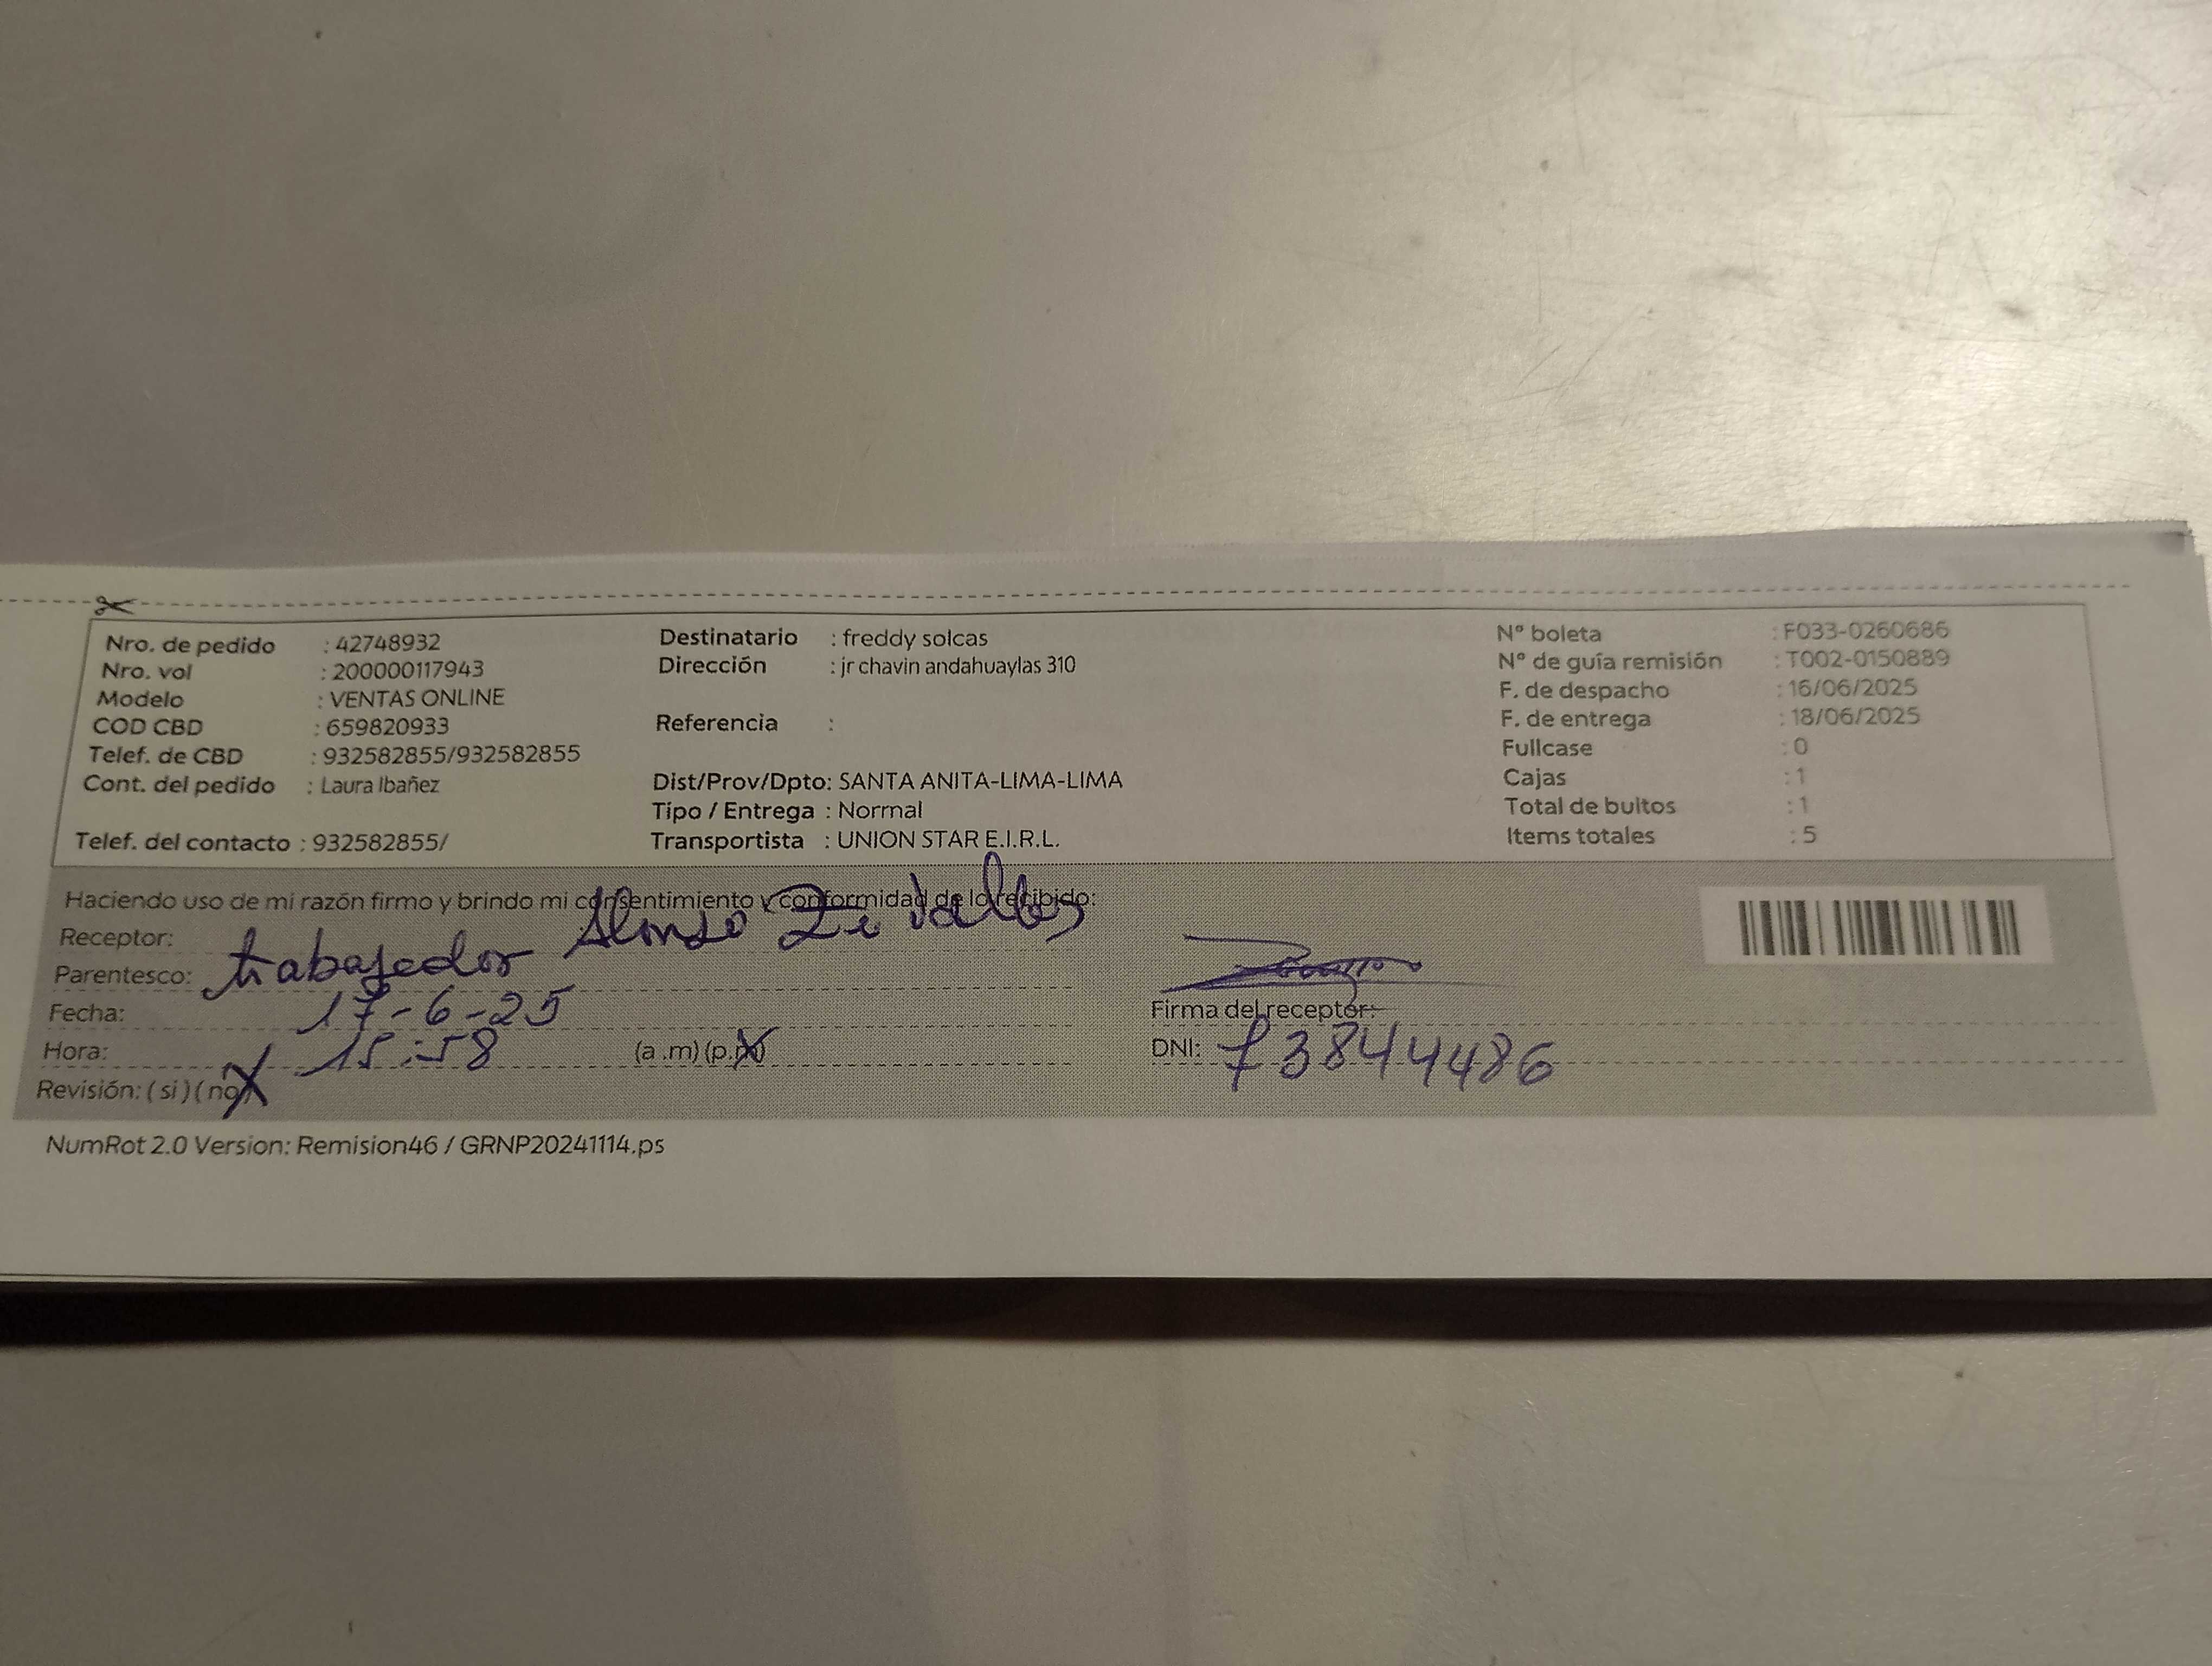 Nro. de pedido : 42748932
Nro. vol : 200000117943
Modelo : VENTAS ONLINE
COD CBD : 659820933
Telef. de CBD : 932582855/932582855
Cont. del pedido : Laura Ibañez
Telef. del contacto : 932582855/
Destinatario : freddy solcas
Dirección : jr chavin andahuaylas 310
Referencia :
Dist/Prov/Dpto: SANTA ANITA-LIMA-LIMA
Tipo / Entrega : Normal
Transportista : UNION STAR E.I.R.L.
N° boleta : F033-0260686
N° de guía remisión : T002-0150889
F. de despacho : 16/06/2025
F. de entrega : 18/06/2025
Fullcase : 0
Cajas : 1
Total de bultos : 1
Items totales : 5
Haciendo uso de mi razón firmo y brindo mi consentimiento y conformidad de lo recibido:
Receptor: Alonso
Parentesco: trabajador
Fecha: 17-6-25
Hora: 15:58 (a .m) (p.m)
Revisión: ( si ) ( no )
Firma del receptor:
DNI: 73844486
NumRot 2.0 Version: Remision46 / GRNP20241114.ps